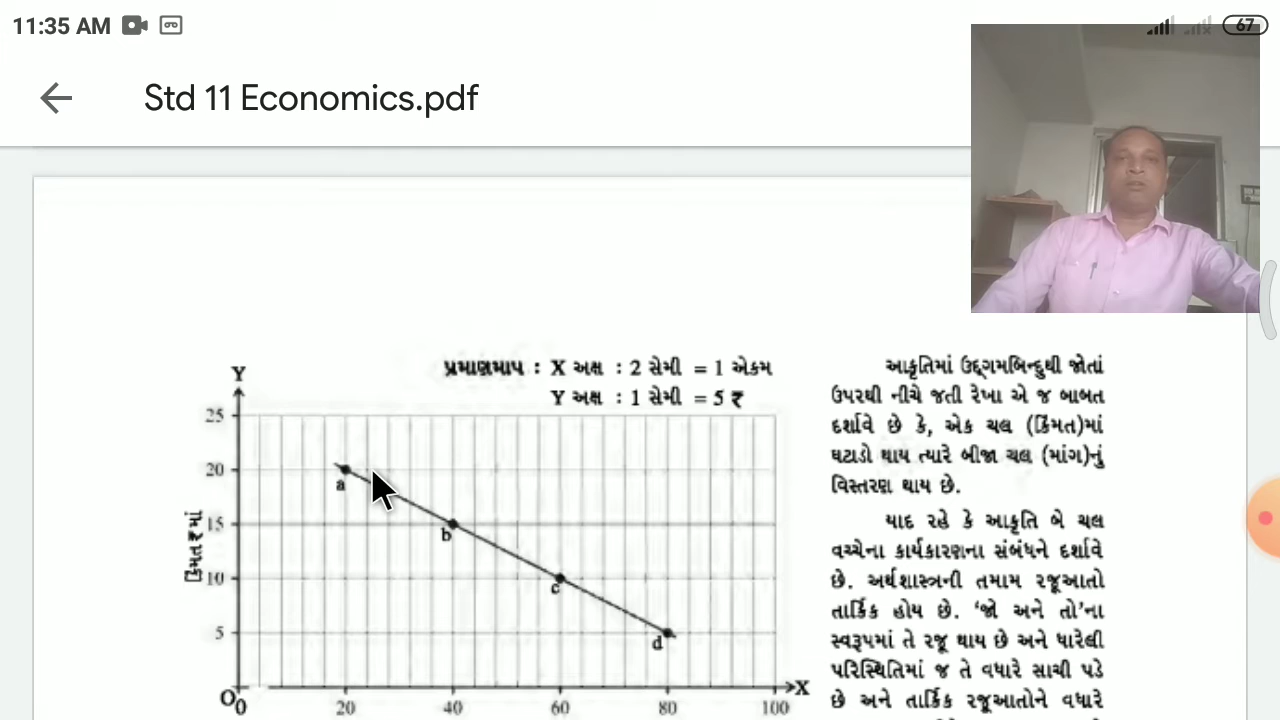 11:35 AM
67
Std 11 Economics.pdf
પ્રમાણમાપ : X અક્ષ : 2 સેમી = 1 એકમ
Y અક્ષ : 1 સેમી = 5 ₹
Y
25
20
15
10
5
કિંમત ₹ માં
a
b
c
d
O
0
20
40
60
80
100
X
આકૃતિમાં ઉદ્દગમબિન્દુથી જોતાં
ઉપરથી નીચે જતી રેખા એ જ બાબત
દર્શાવે છે કે, એક ચલ (કિંમત)માં
ઘટાડો થાય ત્યારે બીજા ચલ (માંગ)નું
વિસ્તરણ થાય છે.
યાદ રહે કે આકૃતિ બે ચલ
વચ્ચેના કાર્યકારણના સંબંધને દર્શાવે
છે. અર્થશાસ્ત્રની તમામ રજૂઆતો
તાર્કિક હોય છે. ‘જો અને તો’ના
સ્વરૂપમાં તે રજૂ થાય છે અને ધારેલી
પરિસ્થિતિમાં જ તે વધારે સાચી પડે
છે અને તાર્કિક રજૂઆતોને વધારે